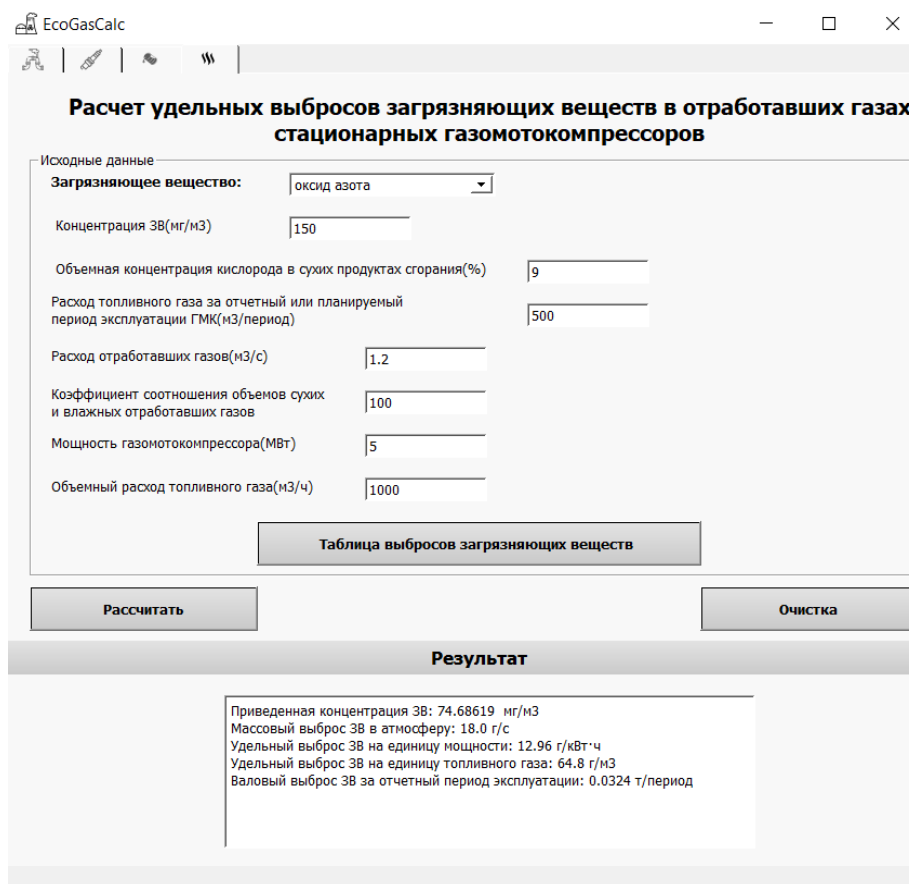 EcoGasCalc
Расчет удельных выбросов загрязняющих веществ в отработавших газах
стационарных газомотокомпрессоров
Исходные данные
Загрязняющее вещество:
оксид азота
Концентрация ЗВ(мг/м3)
150
Объемная концентрация кислорода в сухих продуктах сгорания(%)
9
Расход топливного газа за отчетный или планируемый
период эксплуатации ГМК(м3/период)
500
Расход отработавших газов(м3/с)
1.2
Коэффициент соотношения объемов сухих
и влажных отработавших газов
100
Мощность газомотокомпрессора(МВт)
5
Объемный расход топливного газа(м3/ч)
1000
Таблица выбросов загрязняющих веществ
Рассчитать
Очистка
Результат
Приведенная концентрация ЗВ: 74.68619 мг/м3
Массовый выброс ЗВ в атмосферу: 18.0 г/с
Удельный выброс ЗВ на единицу мощности: 12.96 г/кВт·ч
Удельный выброс ЗВ на единицу топливного газа: 64.8 г/м3
Валовый выброс ЗВ за отчетный период эксплуатации: 0.0324 т/период